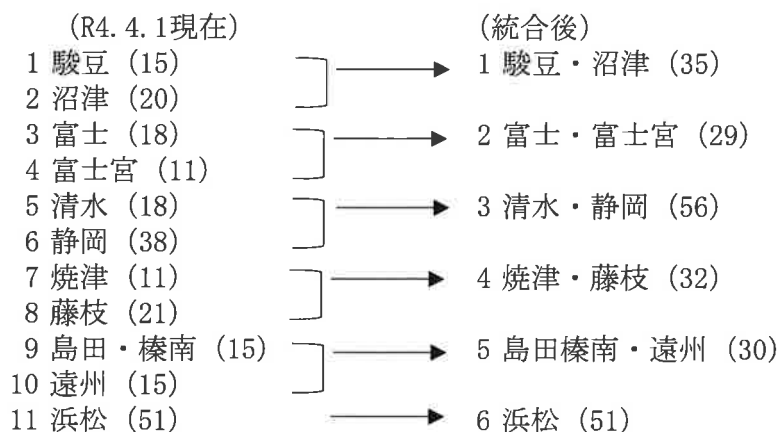 (R4.4.1現在) (統合後)
1 駿豆 (15) 1 駿豆・沼津 (35)
2 沼津 (20)
3 富士 (18) 2 富士・富士宮 (29)
4 富士宮 (11)
5 清水 (18) 3 清水・静岡 (56)
6 静岡 (38)
7 焼津 (11) 4 焼津・藤枝 (32)
8 藤枝 (21)
9 島田・榛南 (15) 5 島田榛南・遠州 (30)
10 遠州 (15)
11 浜松 (51) 6 浜松 (51)